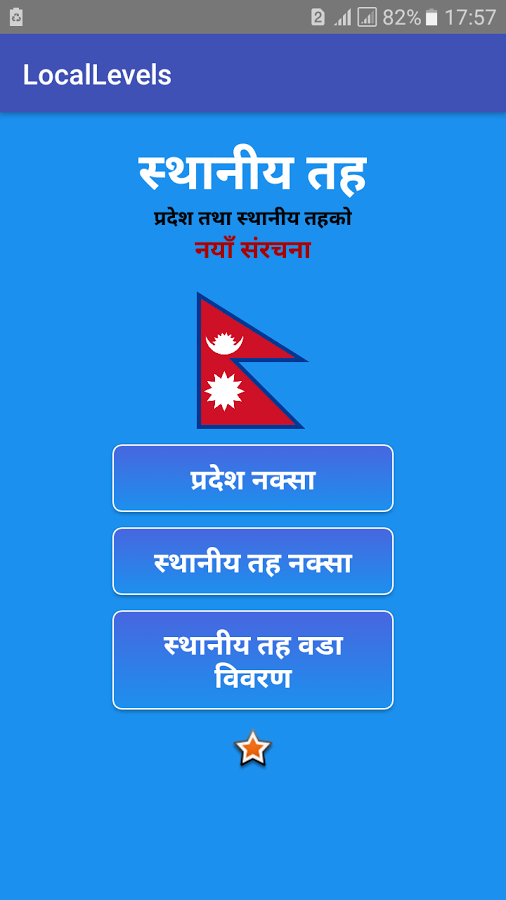 82% 17:57
LocalLevels
स्थानीय तह
प्रदेश तथा स्थानीय तहको
नयाँ संरचना
प्रदेश नक्सा
स्थानीय तह नक्सा
स्थानीय तह वडा
विवरण